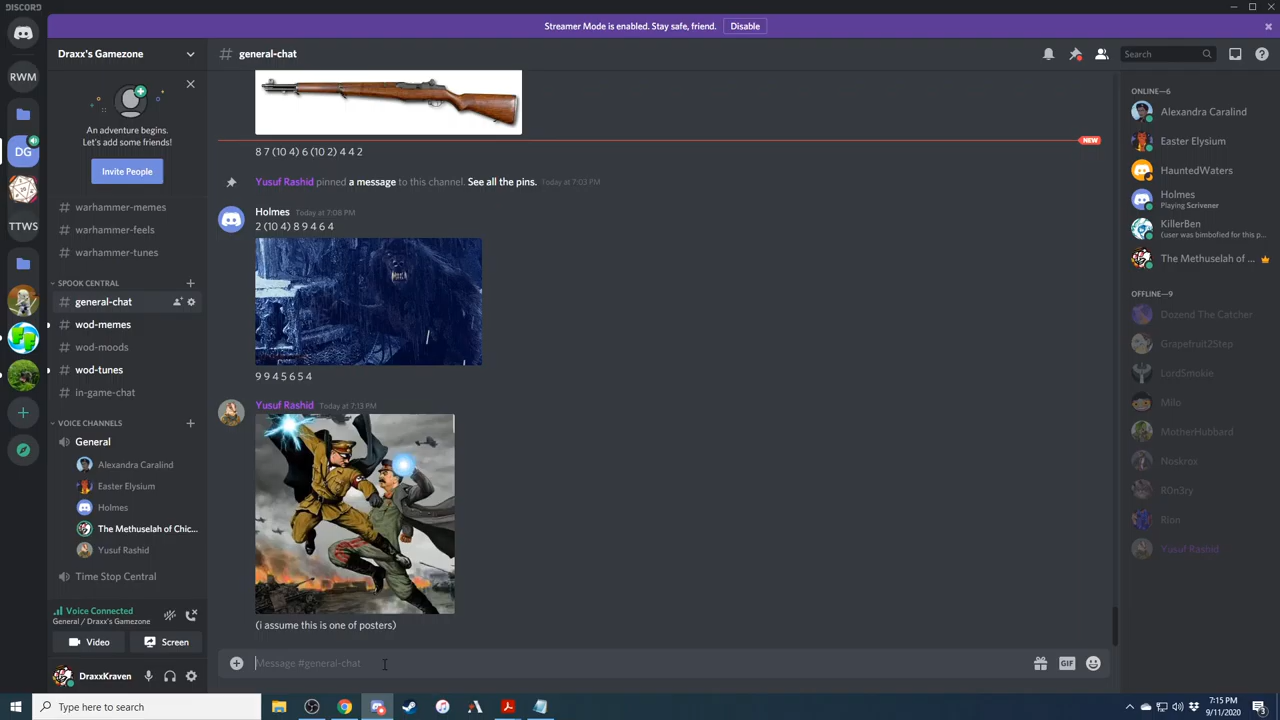 DISCORD
Streamer Mode is enabled. Stay safe, friend.
Disable
Draxx's Gamezone
general-chat
Search
RWM
DG
TTWS
An adventure begins.
Let's add some friends!
Invite People
# warhammer-memes
# warhammer-feels
# warhammer-tunes
SPOOK CENTRAL
# general-chat
# wod-memes
# wod-moods
# wod-tunes
# in-game-chat
VOICE CHANNELS
General
Alexandra Caralind
Easter Elysium
Holmes
The Methuselah of Chic...
Yusuf Rashid
Time Stop Central
Voice Connected
General / Draxx's Gamezone
Video
Screen
DraxxKraven
NEW
8 7 (10 4) 6 (10 2) 4 4 2
Yusuf Rashid pinned a message to this channel. See all the pins. Today at 7:03 PM
Holmes Today at 7:08 PM
2 (10 4) 8 9 4 6 4
9 9 4 5 6 5 4
Yusuf Rashid Today at 7:13 PM
(i assume this is one of posters)
Message #general-chat
GIF
ONLINE—6
Alexandra Caralind
Easter Elysium
HauntedWaters
Holmes
Playing Scrivener
KillerBen
(user was bimbofied for this p...
The Methuselah of ...
OFFLINE—9
Dozend The Catcher
Grapefruit2Step
LordSmokie
Milo
MotherHubbard
Noskrox
R0n3ry
Rion
Yusuf Rashid
Type here to search
7:15 PM
9/11/2020
3